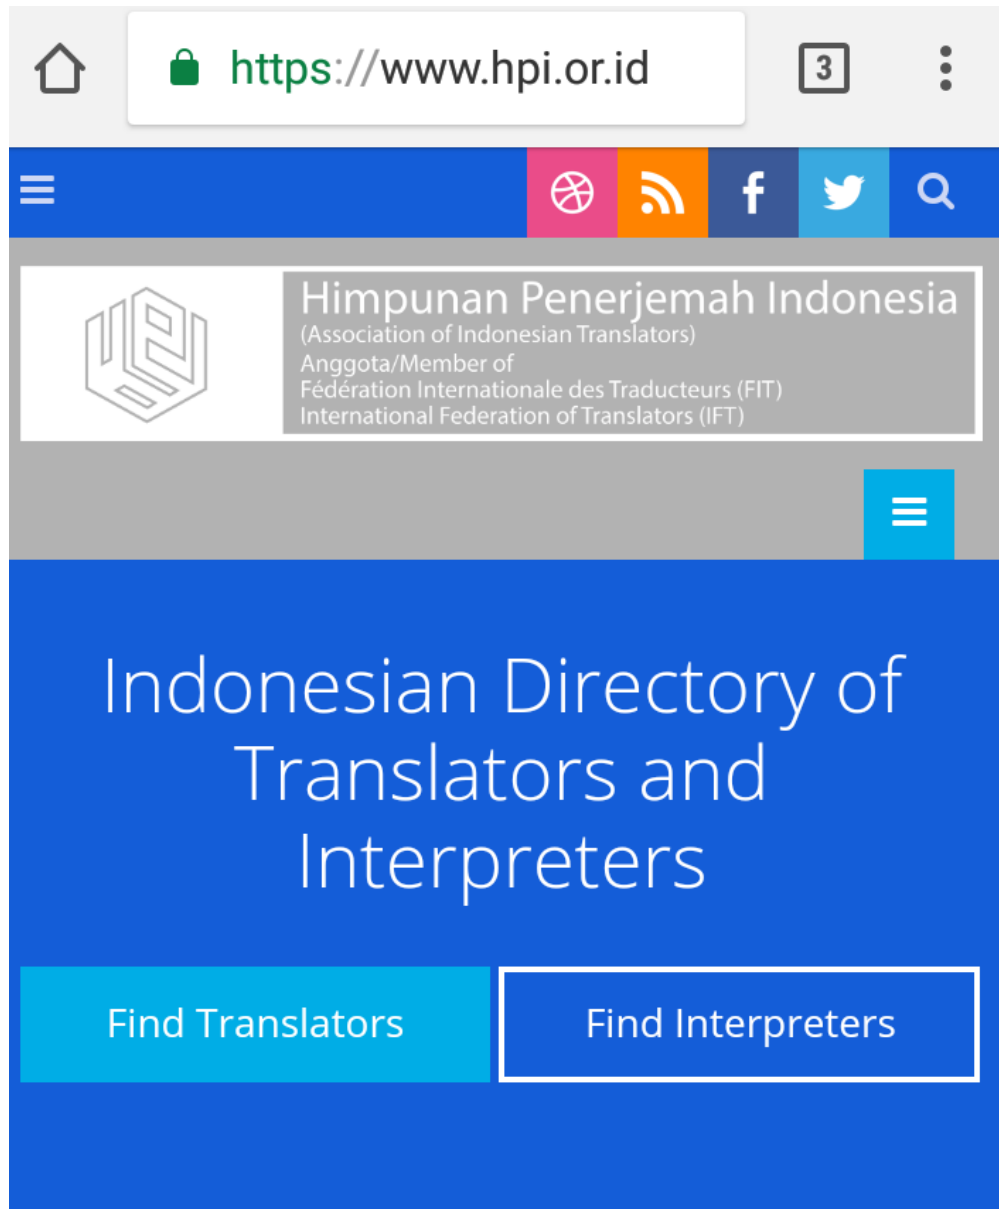 https://www.hpi.or.id
3
Himpunan Penerjemah Indonesia
(Association of Indonesian Translators)
Anggota/Member of
Fédération Internationale des Traducteurs (FIT)
International Federation of Translators (IFT)
Indonesian Directory of
Translators and
Interpreters
Find Translators
Find Interpreters